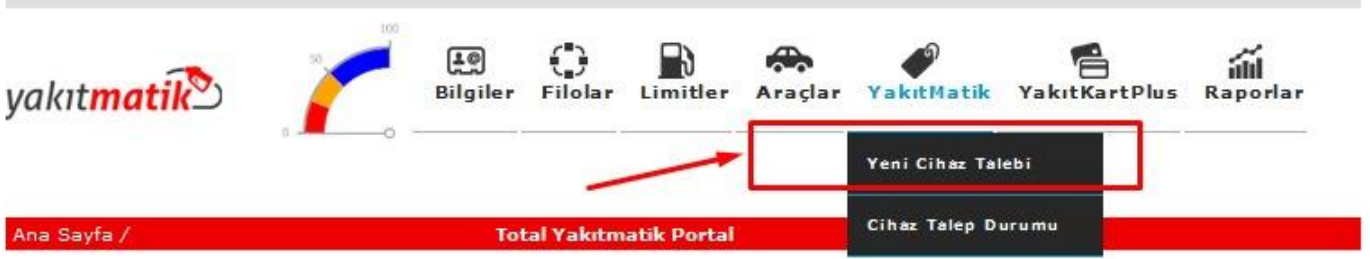 yakıtmatik
0 50 100
Bilgiler Filolar Limitler Araçlar YakıtMatik YakıtKartPlus Raporlar
Yeni Cihaz Talebi
Ana Sayfa / Total Yakıtmatik Portal
Cihaz Talep Durumu